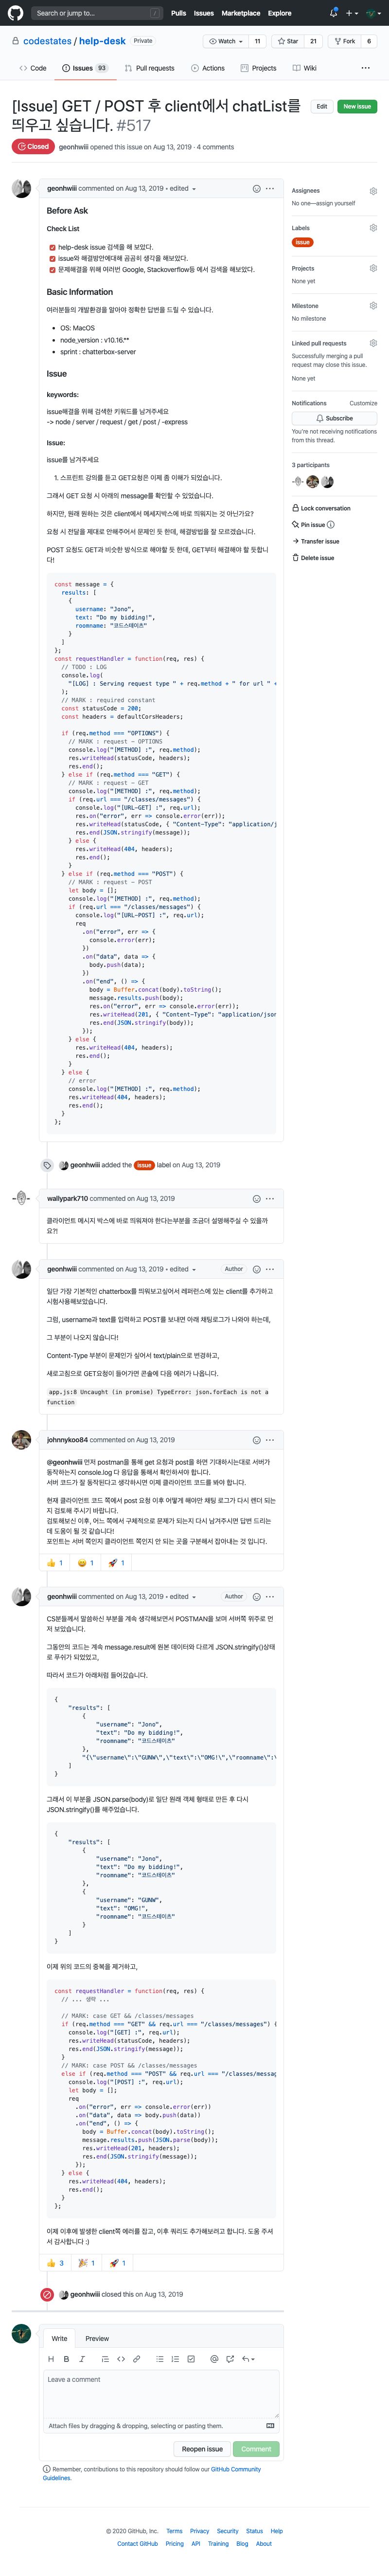 Search or jump to... /
Pulls Issues Marketplace Explore
codestates / help-desk Private
Watch 11 Star 21 Fork 6
Code Issues 93 Pull requests Actions Projects Wiki ...
[Issue] GET / POST 후 client에서 chatList를
띄우고 싶습니다. #517
Edit New issue
Closed geonhwiii opened this issue on Aug 13, 2019 · 4 comments
geonhwiii commented on Aug 13, 2019 • edited
Before Ask
Check List
help-desk issue 검색을 해 보았다.
issue와 해결방안에대해 곰곰히 생각을 해보았다.
문제해결을 위해 여러번 Google, Stackoverflow등 에서 검색을 해보았다.
Basic Information
여러분들의 개발환경을 알아야 정확한 답변을 드릴 수 있습니다.
OS: MacOS
node_version : v10.16.**
sprint : chatterbox-server
Issue
keywords:
issue해결을 위해 검색한 키워드를 남겨주세요
-> node / server / request / get / post / -express
Issue:
issue를 남겨주세요
1. 스프린트 강의를 듣고 GET요청은 이제 좀 이해가 되었습니다.
그래서 GET 요청 시 아래의 message를 확인할 수 있었습니다.
하지만, 원래 원하는 것은 client에서 메세지박스에 바로 띄워지는 것 아닌가요?
요청 시 전달을 제대로 안해주어서 문제인 듯 한데, 해결방법을 잘 모르겠습니다.
POST 요청도 GET과 비슷한 방식으로 해야할 듯 한데, GET부터 해결해야 할 듯합니
다!
const message = {
results: [
{
username: "Jono",
text: "Do my bidding!",
roomname: "코드스테이츠"
}
]
};
const requestHandler = function(req, res) {
// TODO : LOG
console.log(
"[LOG] : Serving request type " + req.method + " for url " +
);
// MARK : required constant
const statusCode = 200;
const headers = defaultCorsHeaders;
if (req.method === "OPTIONS") {
// MARK : request - OPTIONS
console.log("[METHOD] :", req.method);
res.writeHead(statusCode, headers);
res.end();
} else if (req.method === "GET") {
// MARK : request - GET
console.log("[METHOD] :", req.method);
if (req.url === "/classes/messages") {
console.log("[URL-GET] :", req.url);
res.on("error", err => console.error(err));
res.writeHead(statusCode, { "Content-Type": "application/j
res.end(JSON.stringify(message));
} else {
res.writeHead(404, headers);
res.end();
}
} else if (req.method === "POST") {
// MARK : request - POST
let body = [];
console.log("[METHOD] :", req.method);
if (req.url === "/classes/messages") {
console.log("[URL-POST] :", req.url);
req
.on("error", err => {
console.error(err);
})
.on("data", data => {
body.push(data);
})
.on("end", () => {
body = Buffer.concat(body).toString();
message.results.push(body);
res.on("error", err => console.error(err));
res.writeHead(201, { "Content-Type": "application/json
res.end(JSON.stringify(body));
});
} else {
res.writeHead(404, headers);
res.end();
}
} else {
// error
console.log("[METHOD] :", req.method);
res.writeHead(404, headers);
res.end();
}
};
Assignees
No one—assign yourself
Labels
issue
Projects
None yet
Milestone
No milestone
Linked pull requests
Successfully merging a pull
request may close this issue.
None yet
Notifications Customize
Subscribe
You're not receiving notifications
from this thread.
3 participants
Lock conversation
Pin issue
Transfer issue
Delete issue
geonhwiii added the issue label on Aug 13, 2019
wallypark710 commented on Aug 13, 2019
클라이언트 메시지 박스에 바로 띄워져야 한다는부분을 조금더 설명해주실 수 있을까
요?!
geonhwiii commented on Aug 13, 2019 • edited Author
일단 가장 기본적인 chatterbox를 띄워보고싶어서 레퍼런스에 있는 client를 추가하고
시험사용해보았습니다.
그럼, username과 text를 입력하고 POST를 보내면 아래 채팅로그가 나와야 하는데,
그 부분이 나오지 않습니다!
Content-Type 부분이 문제인가 싶어서 text/plain으로 변경하고,
새로고침으로 GET요청이 들어가면 콘솔에 다음 에러가 나옵니다.
app.js:8 Uncaught (in promise) TypeError: json.forEach is not a
function
johnnykoo84 commented on Aug 13, 2019
@geonhwiii 먼저 postman을 통해 get 요청과 post을 하면 기대하시는대로 서버가
동작하는지 console.log 다 응답을 통해서 확인하셔야 합니다.
서버 코드가 잘 동작된다고 생각하시면 이제 클라이언트 코드를 봐야 합니다.
현재 클라이언트 코드 쪽에서 post 요청 이후 어떻게 해야만 채팅 로그가 다시 렌더 되는
지 검토해 주시기 바랍니다.
검토해보신 이후, 어느 쪽에서 구체적으로 문제가 되는지 다시 남겨주시면 답변 드리는
데 도움이 될 것 같습니다!
포인트는 서버 쪽인지 클라이언트 쪽인지 안 되는 곳을 구분해서 잡아내는 것 입니다.
1 1 1
geonhwiii commented on Aug 13, 2019 • edited Author
CS분들께서 말씀하신 부분을 계속 생각해보면서 POSTMAN을 보며 서버쪽 위주로 먼
저 보았습니다.
그동안의 코드는 계속 message.result에 원본 데이터와 다르게 JSON.stringify()상태
로 푸쉬가 되었었고,
따라서 코드가 아래처럼 들어갔습니다.
{
"results": [
{
"username": "Jono",
"text": "Do my bidding!",
"roomname": "코드스테이츠"
},
"{\"username\":\"GUNW\",\"text\":\"OMG!\",\"roomname\":\
]
}
그래서 이 부분을 JSON.parse(body)로 일단 원래 객체 형태로 만든 후 다시
JSON.stringify()를 해주었습니다.
{
"results": [
{
"username": "Jono",
"text": "Do my bidding!",
"roomname": "코드스테이츠"
},
{
"username": "GUNW",
"text": "OMG!",
"roomname": "코드스테이츠"
}
]
}
이제 위의 코드의 중복을 제거하고,
const requestHandler = function(req, res) {
// ... 생략 ...
// MARK: case GET && /classes/messages
if (req.method === "GET" && req.url === "/classes/messages") {
console.log("[GET] :", req.url);
res.writeHead(statusCode, headers);
res.end(JSON.stringify(message));
}
// MARK: case POST && /classes/messages
else if (req.method === "POST" && req.url === "/classes/messag
console.log("[POST] :", req.url);
let body = [];
req
.on("error", err => console.error(err))
.on("data", data => body.push(data))
.on("end", () => {
body = Buffer.concat(body).toString();
message.results.push(JSON.parse(body));
res.writeHead(201, headers);
res.end(JSON.stringify(message));
});
} else {
res.writeHead(404, headers);
res.end();
}
};
이제 이후에 발생한 client쪽 에러를 잡고, 이후 쿼리도 추가해보려고 합니다. 도움 주셔
서 감사합니다 :)
3 1 1
geonhwiii closed this on Aug 13, 2019
Write Preview
Leave a comment
Attach files by dragging & dropping, selecting or pasting them.
Reopen issue Comment
Remember, contributions to this repository should follow our GitHub Community
Guidelines.
© 2020 GitHub, Inc. Terms Privacy Security Status Help
Contact GitHub Pricing API Training Blog About